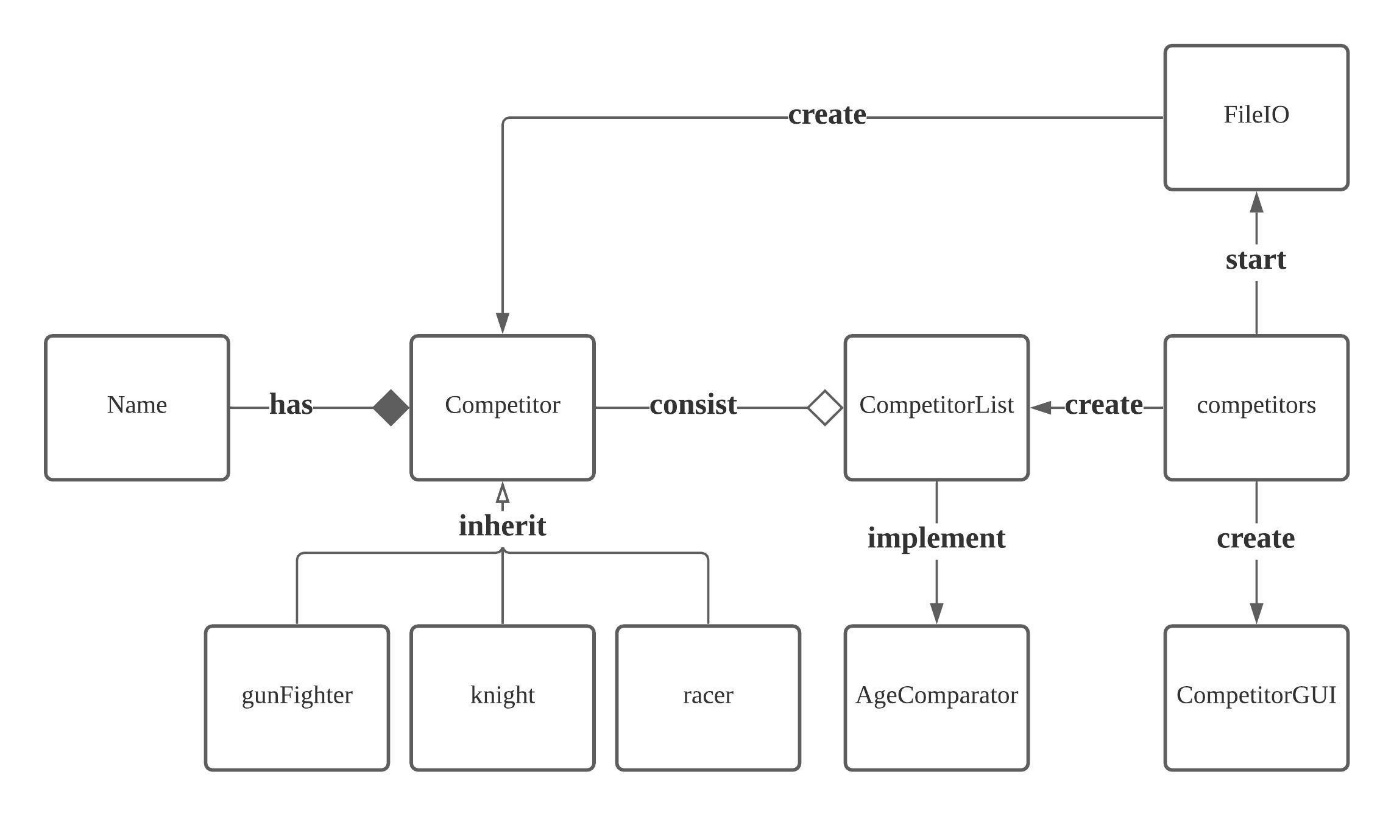 create
FileIO
start
Name
has
Competitor
consist
CompetitorList
create
competitors
inherit
implement
create
gunFighter
knight
racer
AgeComparator
CompetitorGUI